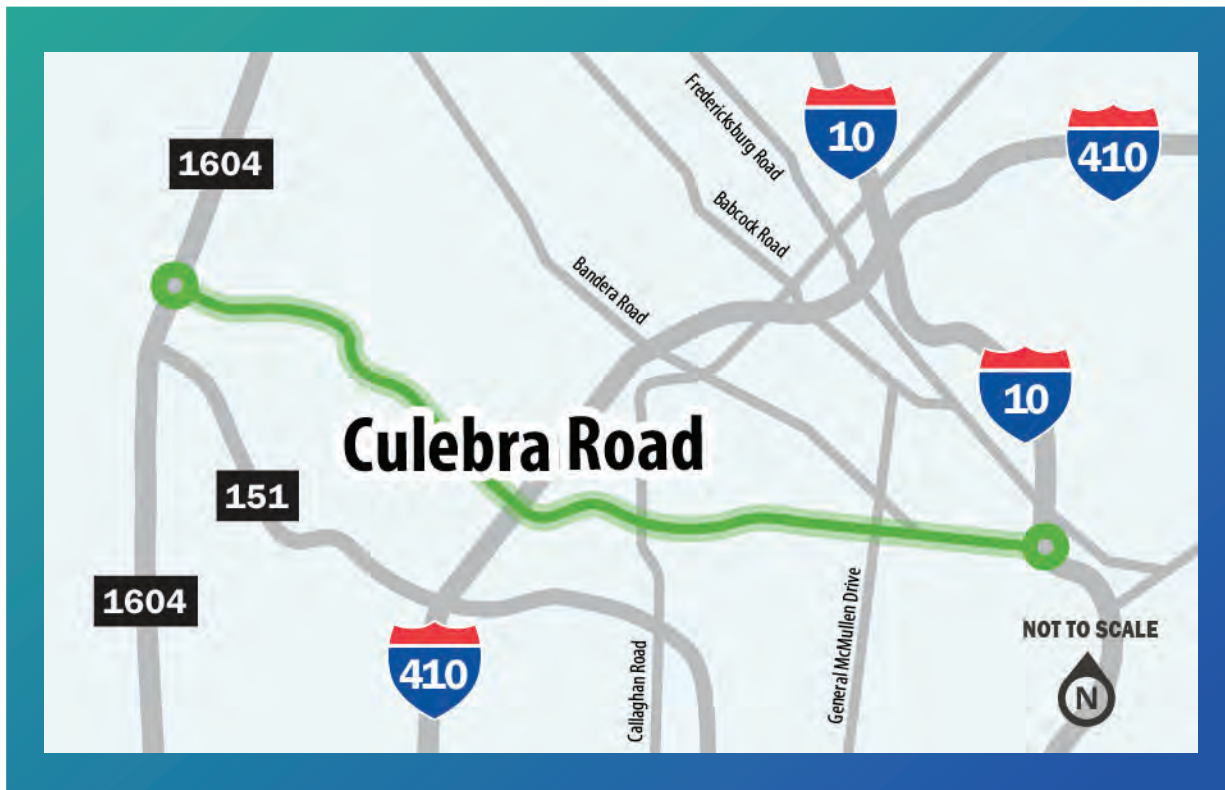 Fredericksburg Road
10
410
1604
Babcock Road
Bandera Road
10
Culebra Road
151
1604
410
Callaghan Road
General McMullen Drive
NOT TO SCALE
N